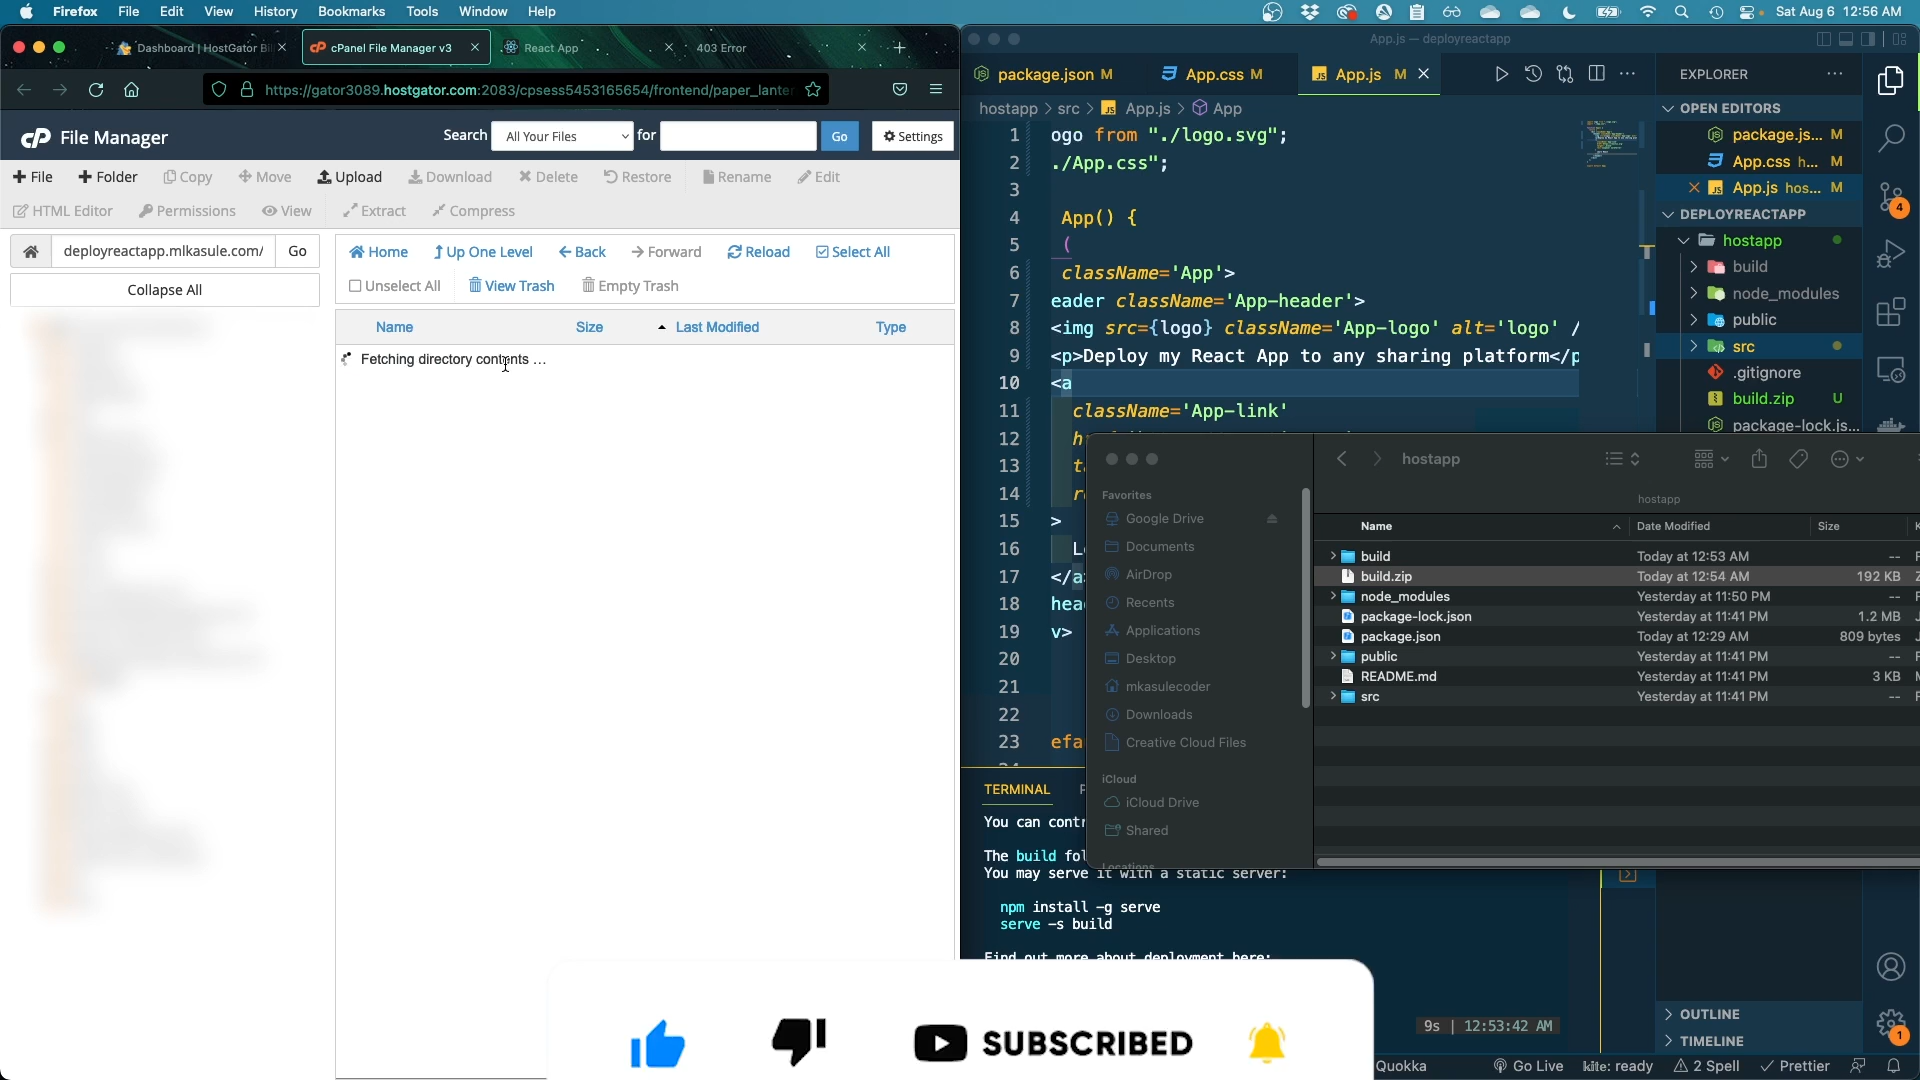 Firefox File Edit View History Bookmarks Tools Window Help
Sat Aug 6 12:56 AM
Dashboard | HostGator Bi
cPanel File Manager v3
React App
403 Error
https://gator3089.hostgator.com:2083/cpsess5453165654/frontend/paper_lante
cP File Manager
Search All Your Files for Go Settings
File Folder Copy Move Upload Download Delete Restore Rename Edit
HTML Editor Permissions View Extract Compress
deployreactapp.mlkasule.com/ Go
Collapse All
Home Up One Level Back Forward Reload Select All
Unselect All View Trash Empty Trash
Name Size Last Modified Type
Fetching directory contents ...
App.js — deployreactapp
package.json M App.css M App.js M
hostapp > src > App.js > App
1 ogo from "./logo.svg";
2 ./App.css";
3
4 App() {
5 (
6 className='App'>
7 eader className='App-header'>
8 <img src={logo} className='App-logo' alt='logo' /
9 <p>Deploy my React App to any sharing platform</p
10 <a
11 className='App-link'
12 h
13 t
14 r
15 >
16 L
17 </a
18 hea
19 v>
20
21
22
23 efa
EXPLORER
OPEN EDITORS
package.js... M
App.css h... M
App.js hos... M
DEPLOYREACTAPP
hostapp
build
node_modules
public
src
.gitignore
build.zip U
package-lock.js...
4
hostapp
Favorites
Google Drive
Documents
AirDrop
Recents
Applications
Desktop
mkasulecoder
Downloads
Creative Cloud Files
iCloud
iCloud Drive
Shared
Locations
hostapp
Name Date Modified Size
build Today at 12:53 AM --
build.zip Today at 12:54 AM 192 KB
node_modules Yesterday at 11:50 PM --
package-lock.json Yesterday at 11:41 PM 1.2 MB
package.json Today at 12:29 AM 809 bytes
public Yesterday at 11:41 PM --
README.md Yesterday at 11:41 PM 3 KB
src Yesterday at 11:41 PM --
TERMINAL
You can contr
The build fol
You may serve it with a static server:
npm install -g serve
serve -s build
Find out more about deployment here:
9s | 12:53:42 AM
OUTLINE
TIMELINE
1
Quokka Go Live kite: ready 2 Spell Prettier
SUBSCRIBED